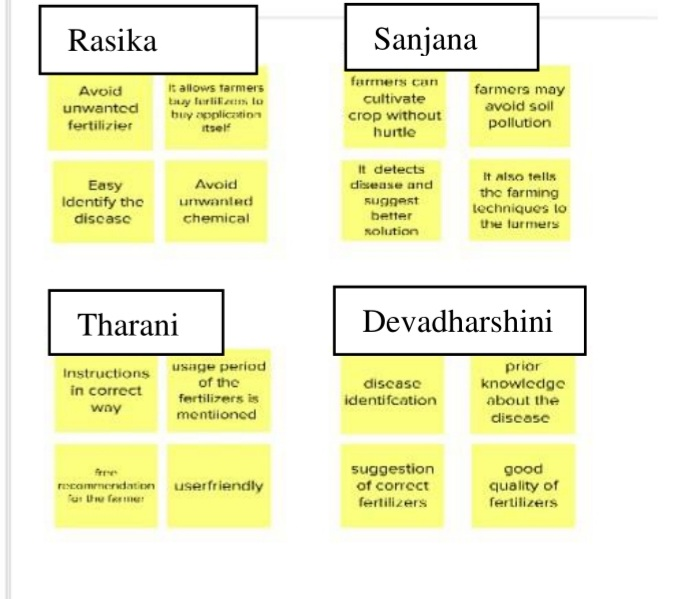 Rasika
Avoid
unwanted
fertilizier
It allows farmers
buy fertilizers to
buy application
itself
Easy
Identify the
disease
Avoid
unwanted
chemical
Sanjana
farmers can
cultivate
crop without
hurtle
farmers may
avoid soil
pollution
It detects
disease and
suggest
better
solution
It also tells
the farming
techniques to
the farmers
Tharani
Instructions
in correct
way
usage period
of the
fertilizers is
mentiioned
free
recommendation
for the farmer
userfriendly
Devadharshini
disease
identifcation
prior
knowledge
about the
disease
suggestion
of correct
fertilizers
good
quality of
fertilizers